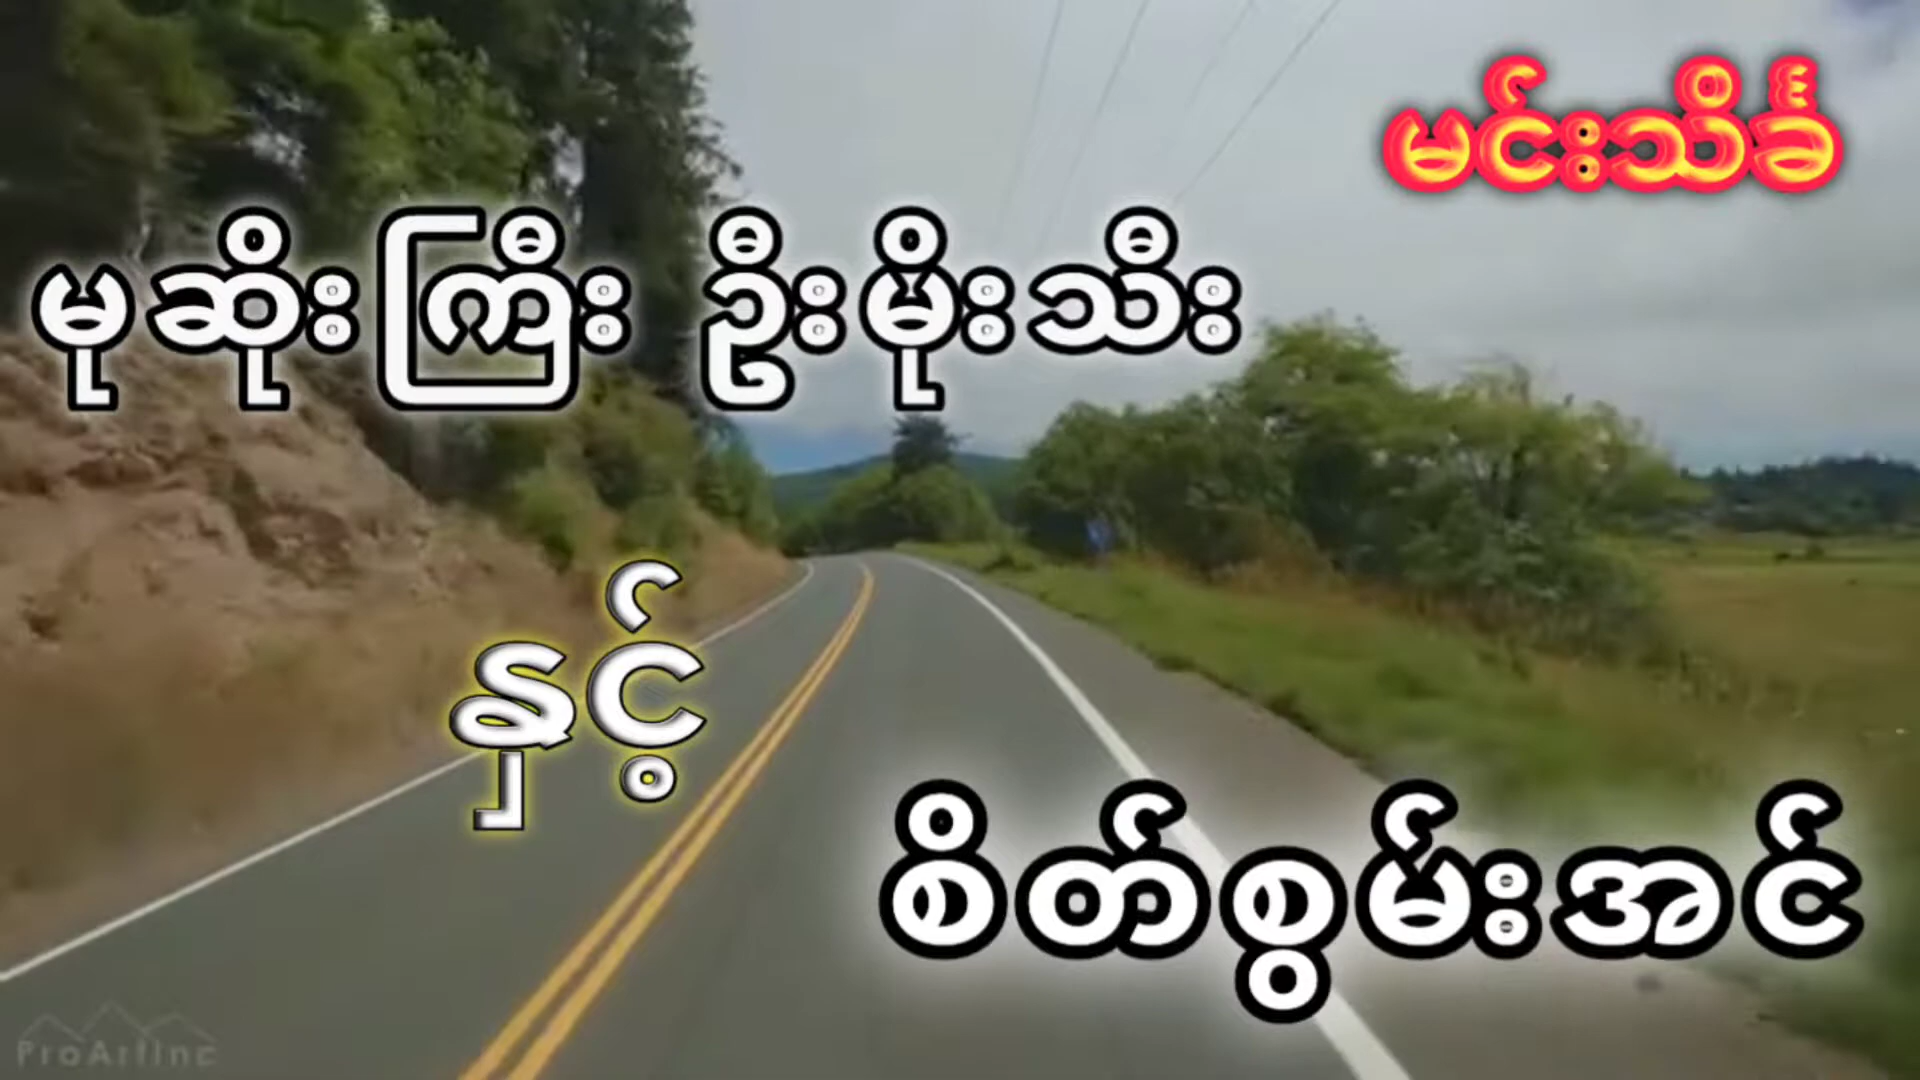 မင်းသိင်္ခ
မုဆိုးကြီး ဦးမိုးသီး
နှင့်
စိတ်စွမ်းအင်
ProArtInc